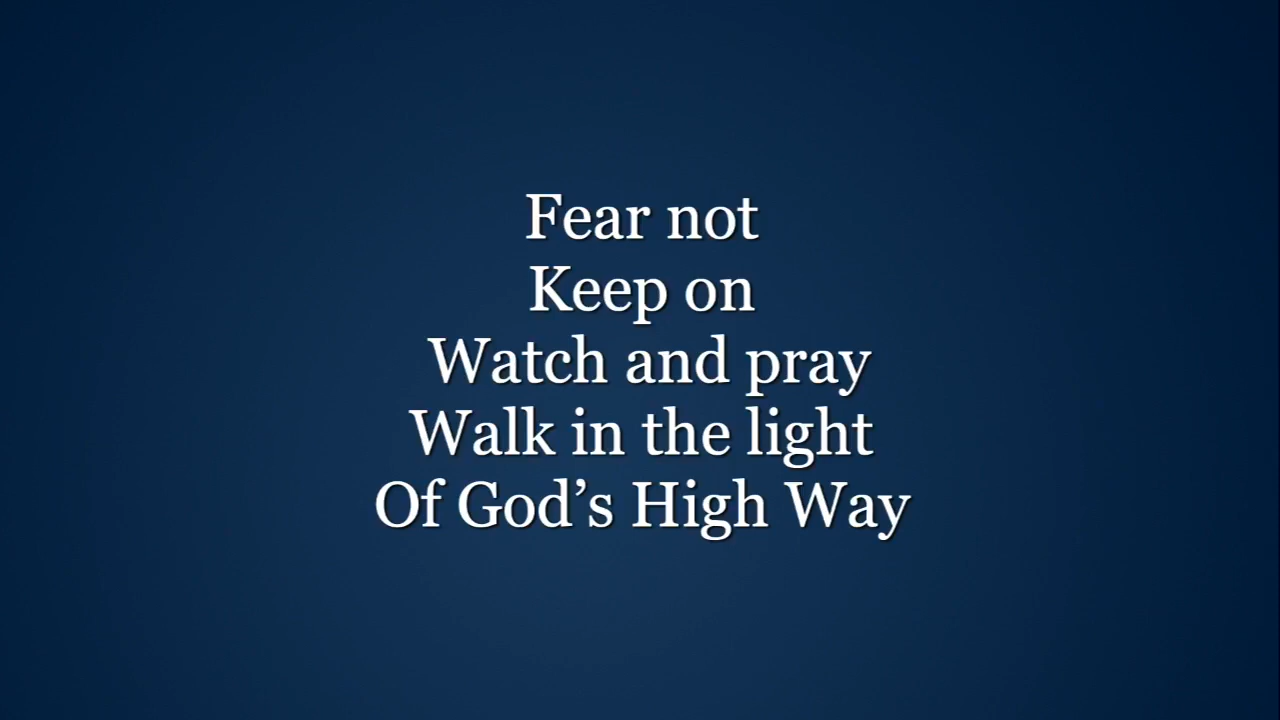 Fear not
Keep on
Watch and pray
Walk in the light
Of God’s High Way